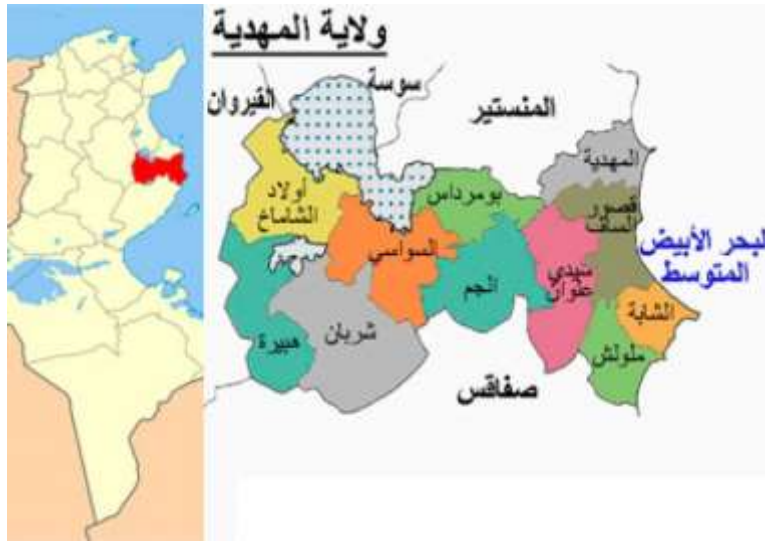 ولاية المهدية
سوسة
القيروان
المنستير
المهدية
أولاد
الشاماخ
بومرداس
قصور
الساف
السواسي
البحر الأبيض
المتوسط
سيدي
علوان
الجم
الشابة
شربان
هبيرة
ملولش
صفاقس